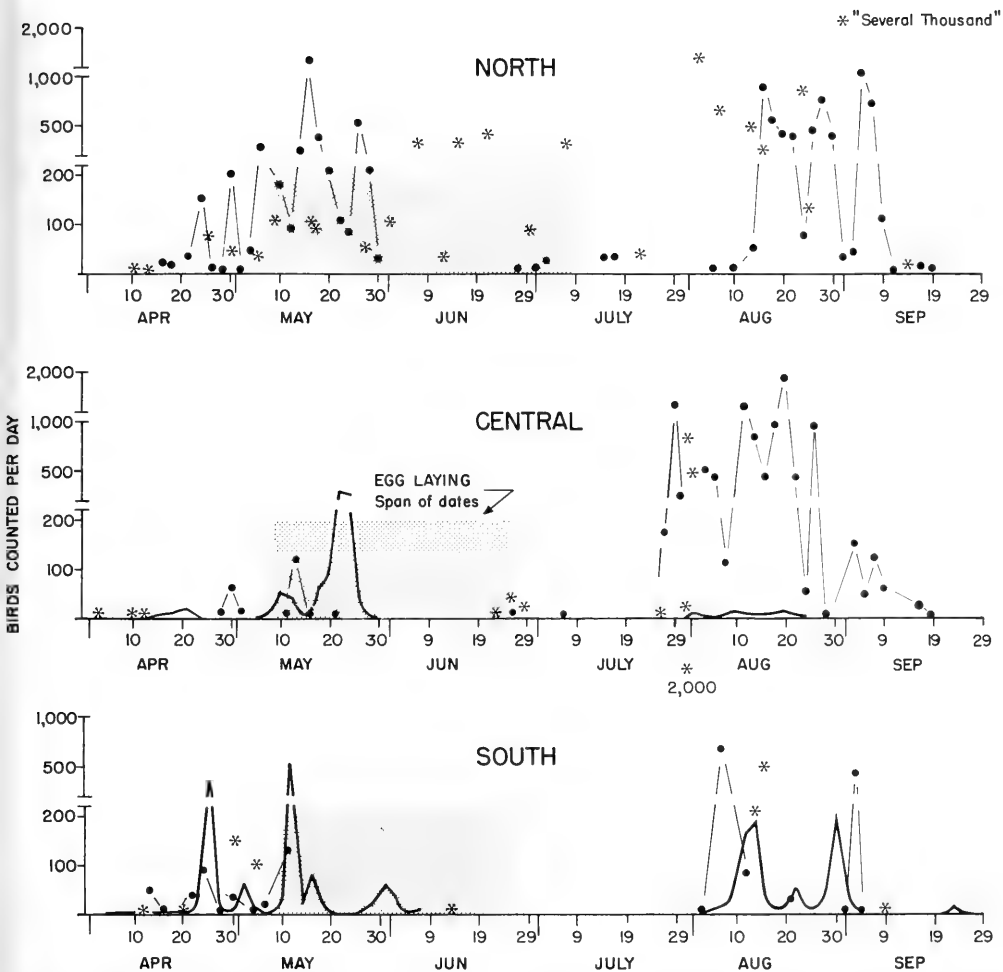 * "Several Thousand"
2,000
1,000
500
200
100
NORTH
10 20 30 9 19 29 9 19 29 10 20 30 9 19 29
APR MAY JUN JULY AUG SEP
BIRDS COUNTED PER DAY
2,000
1,000
500
200
100
CENTRAL
EGG LAYING
Span of dates
10 20 30 10 20 30 9 19 29 9 19 29 10 20 30 9 19 29
APR MAY JUN JULY AUG SEP
*
2,000
1,000
500
200
100
SOUTH
10 20 30 10 20 30 9 19 29 9 19 29 10 20 30 9 19 29
APR MAY JUN JULY AUG SEP